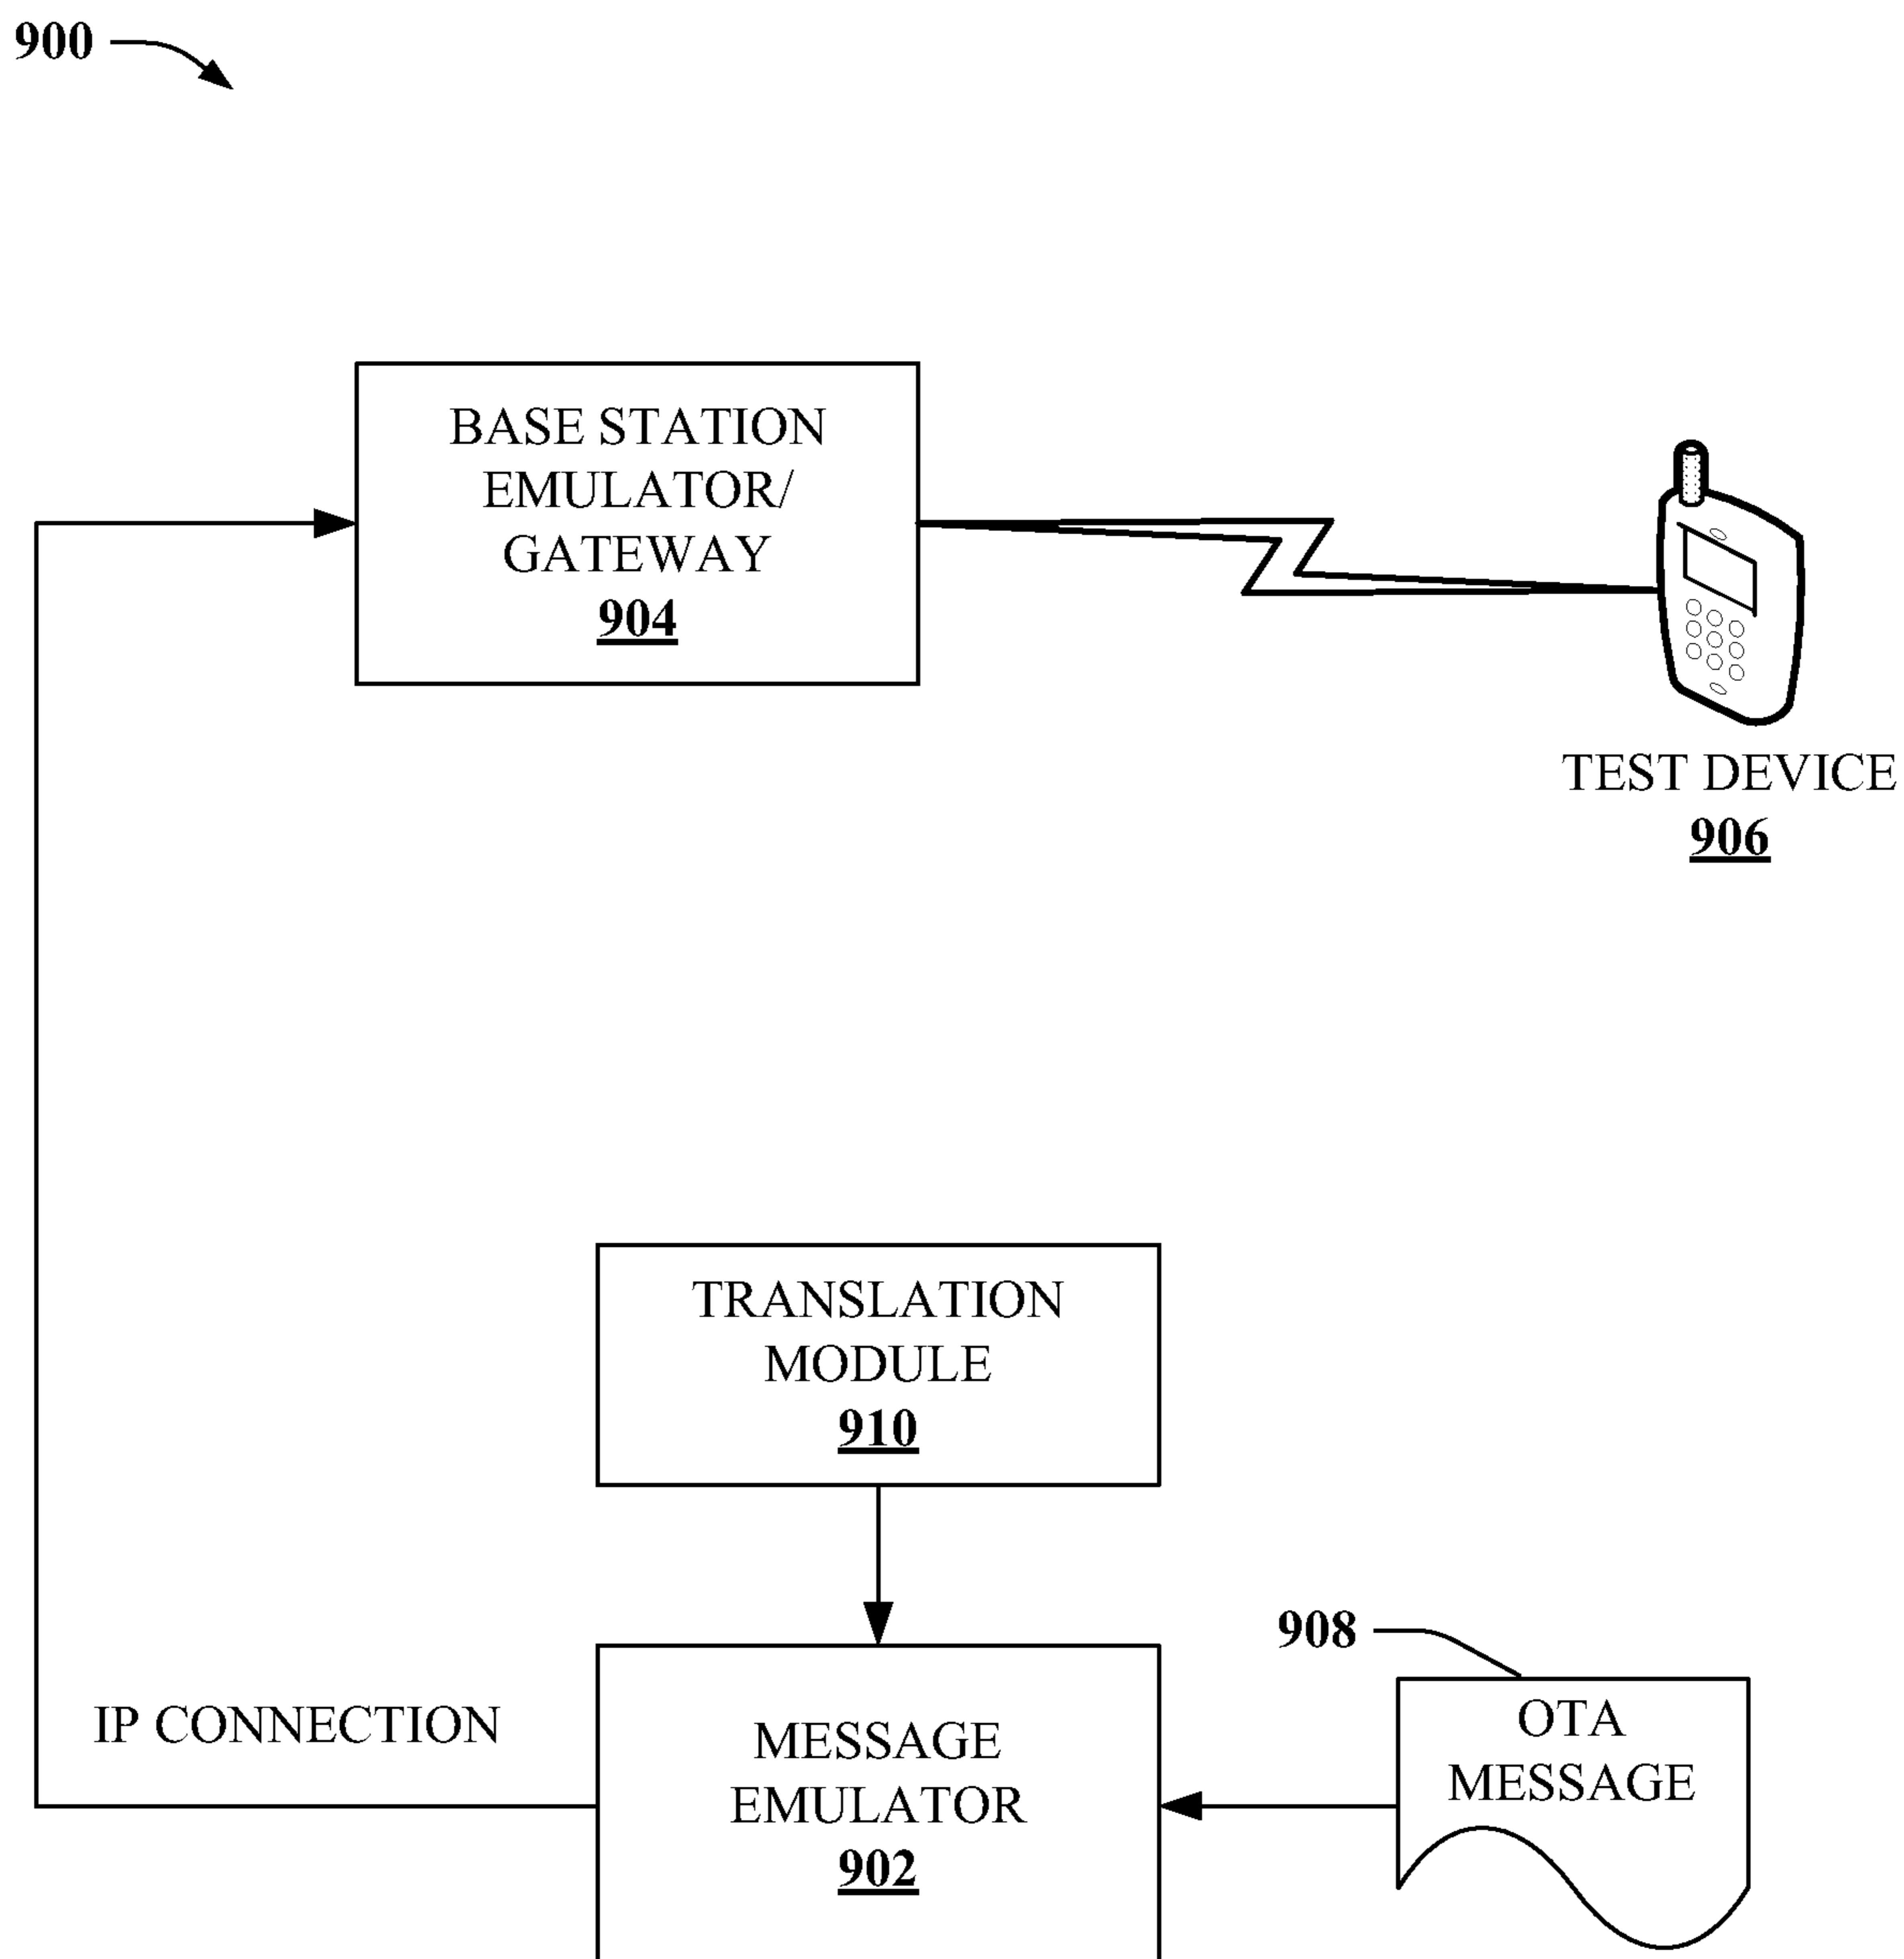 900
BASE STATION
EMULATOR/
GATEWAY
904
TEST DEVICE
906
TRANSLATION
MODULE
910
908
IP CONNECTION
MESSAGE
EMULATOR
902
OTA
MESSAGE